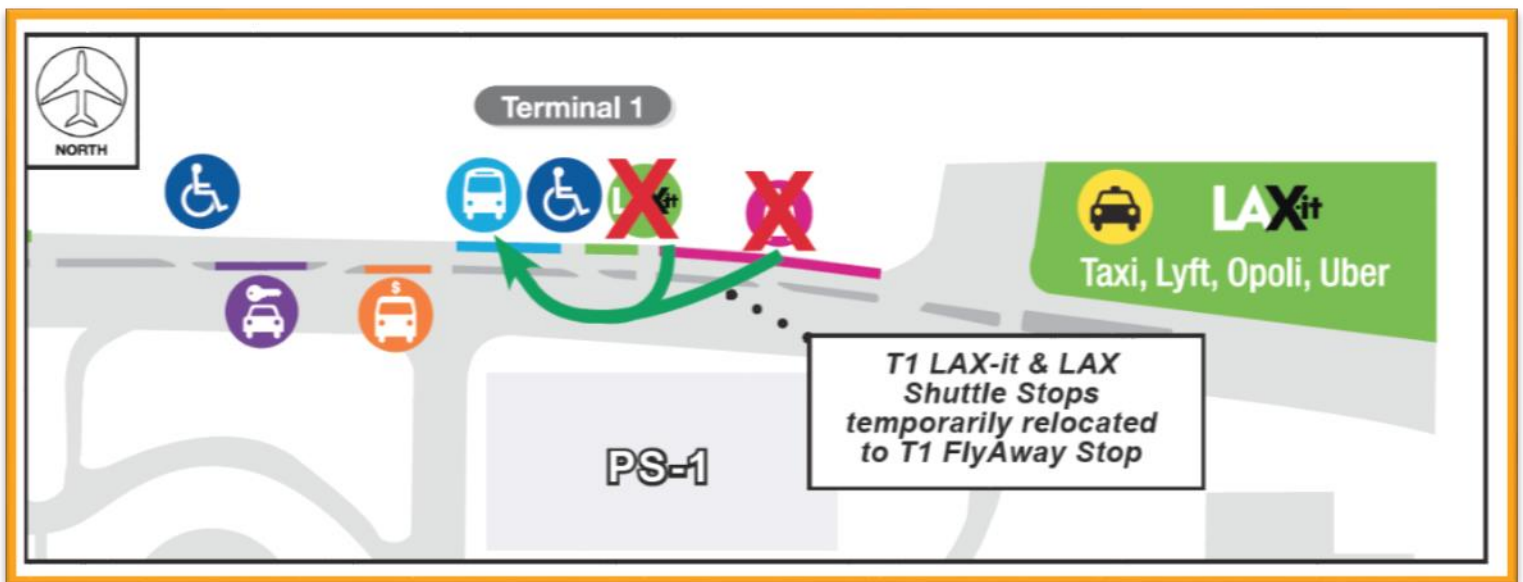 NORTH
Terminal 1
LAX-it
Taxi, Lyft, Opoli, Uber
$
T1 LAX-it & LAX
Shuttle Stops
temporarily relocated
to T1 FlyAway Stop
PS-1